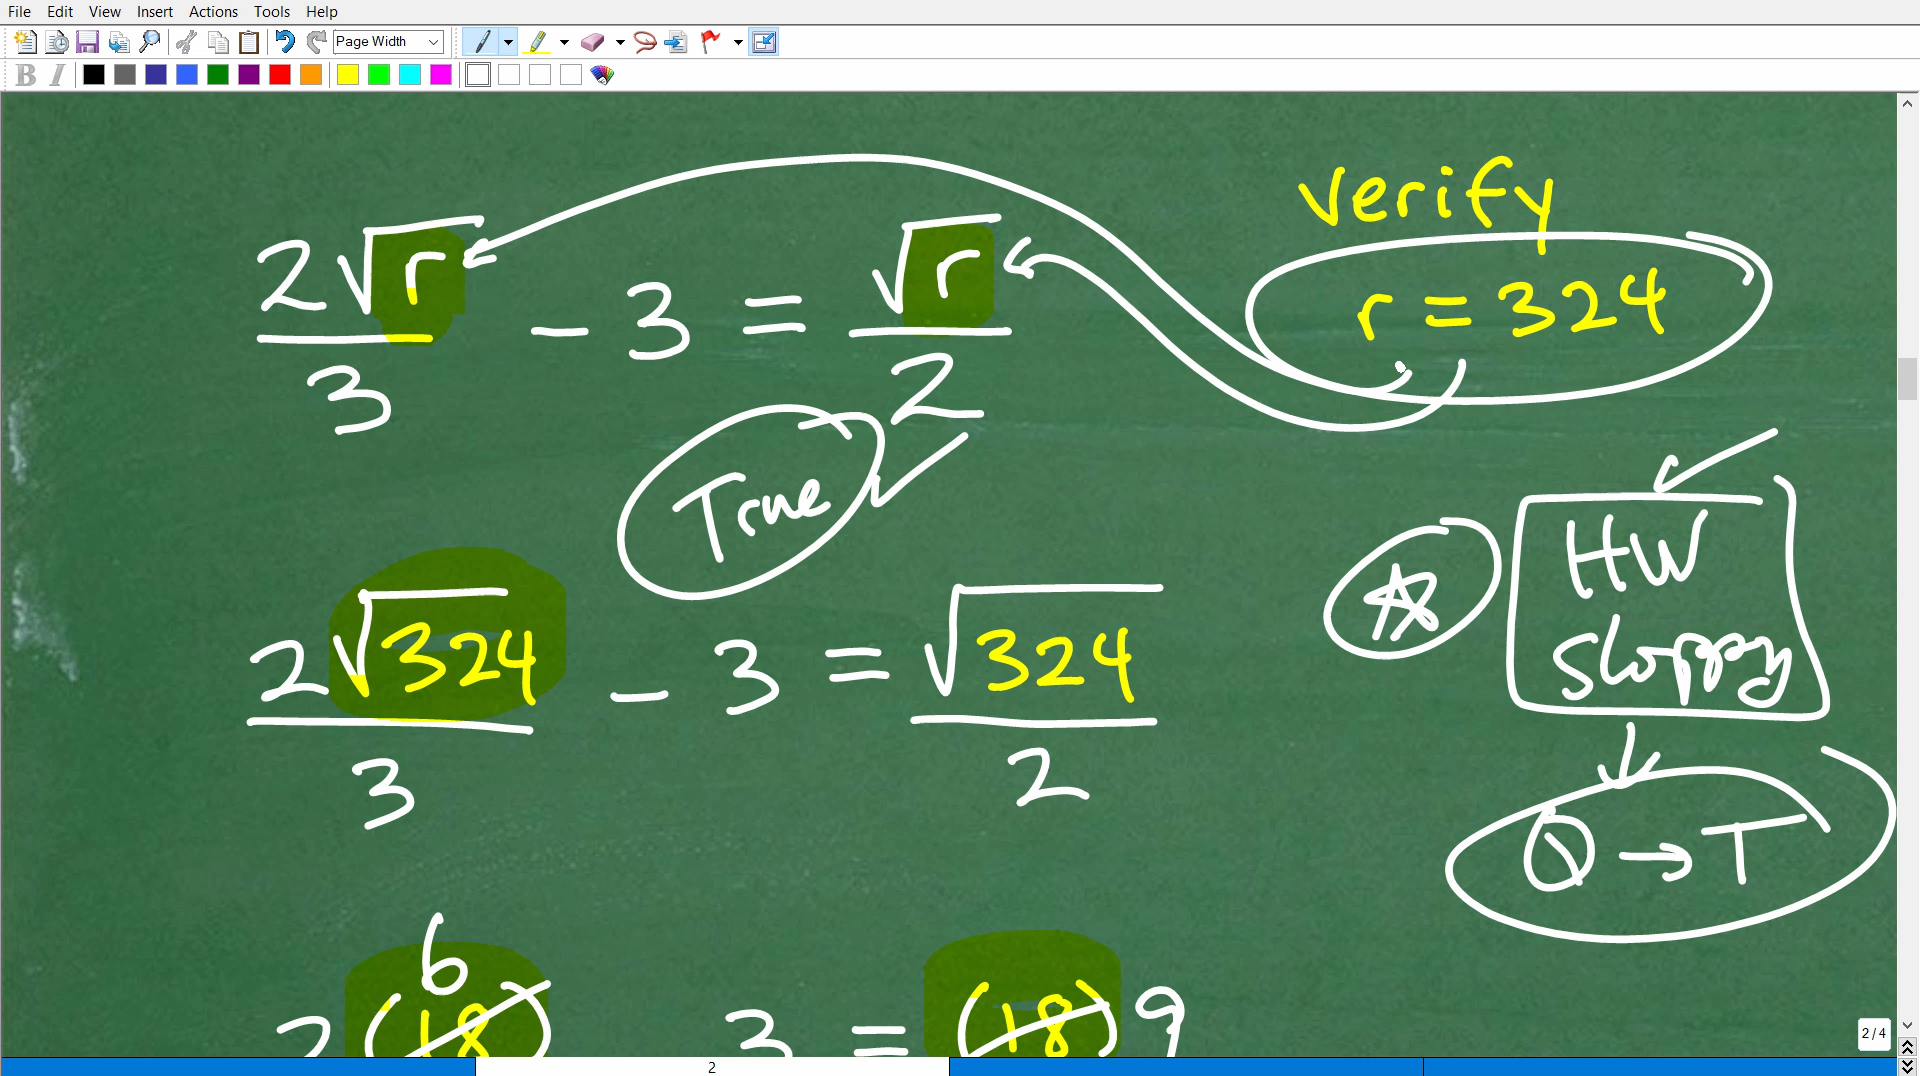 File Edit View Insert Actions Tools Help
Page Width
B I
verify
2√r/3 - 3 = √r/2
r = 324
True
HW
Sloppy
Q → T
2√324/3 - 3 = √324/2
6
2(18) 3 = (18) 9
2/4
2